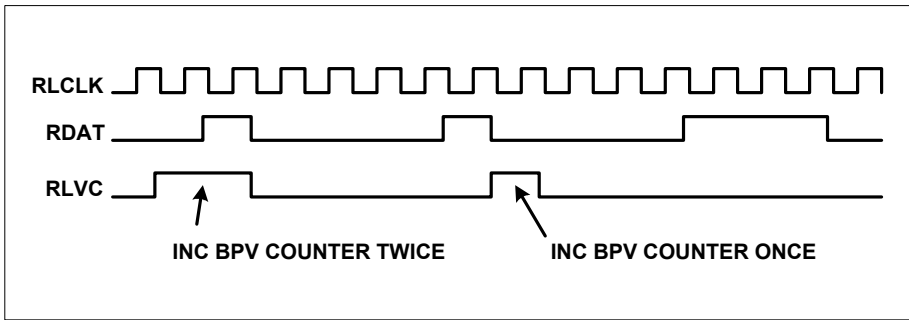 RLCLK
RDAT
RLVC
INC BPV COUNTER TWICE
INC BPV COUNTER ONCE